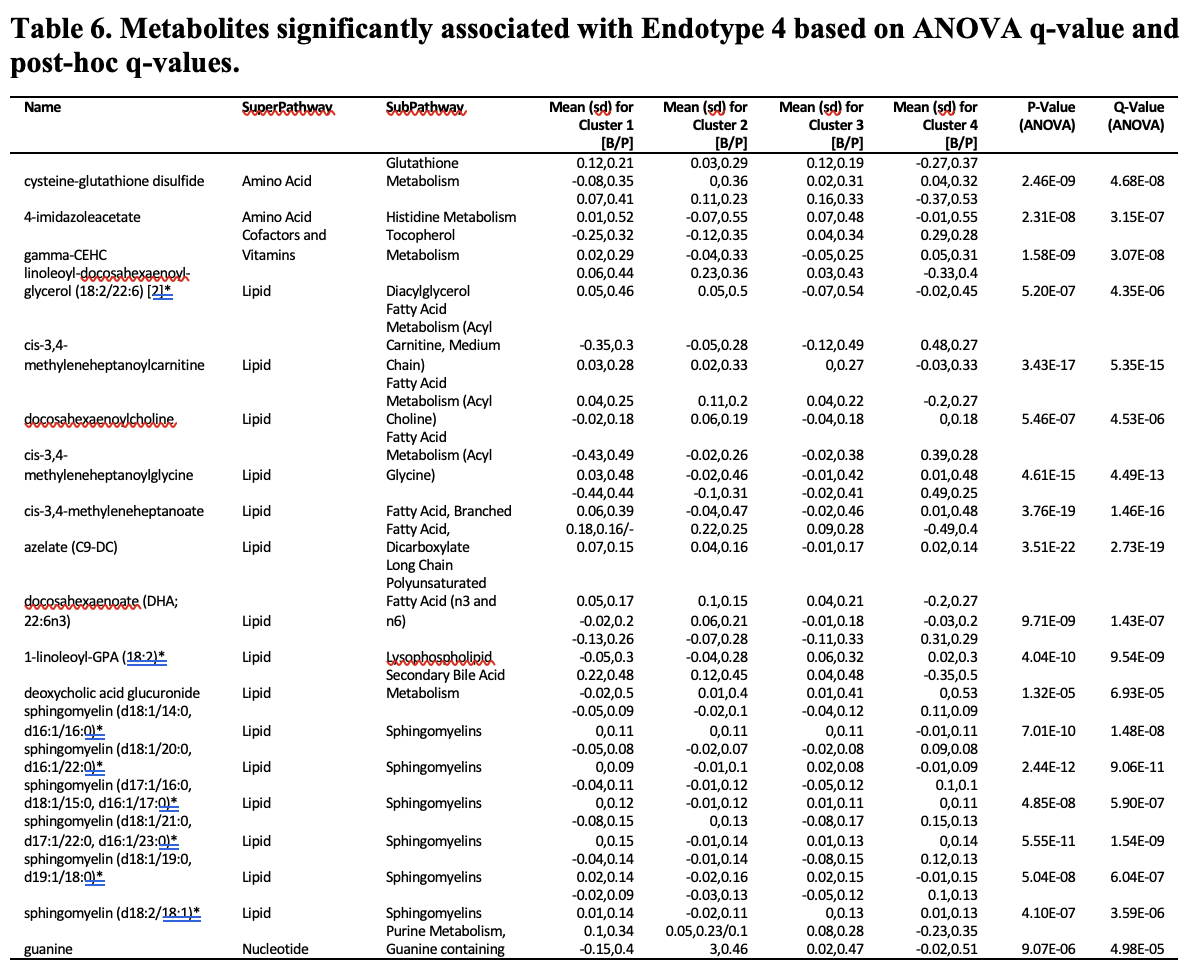 Table 6. Metabolites significantly associated with Endotype 4 based on ANOVA q-value and
post-hoc q-values.
Name SuperPathway SubPathway Mean (sd) for Mean (sd) for Mean (sd) for Mean (sd) for P-Value Q-Value
Cluster 1 Cluster 2 Cluster 3 Cluster 4 (ANOVA) (ANOVA)
[B/P] [B/P] [B/P] [B/P]
Glutathione 0.12,0.21 0.03,0.29 0.12,0.19 -0.27,0.37
cysteine-glutathione disulfide Amino Acid Metabolism -0.08,0.35 0,0.36 0.02,0.31 0.04,0.32 2.46E-09 4.68E-08
0.07,0.41 0.11,0.23 0.16,0.33 -0.37,0.53
4-imidazoleacetate Amino Acid Histidine Metabolism 0.01,0.52 -0.07,0.55 0.07,0.48 -0.01,0.55 2.31E-08 3.15E-07
Cofactors and Tocopherol -0.25,0.32 -0.12,0.35 0.04,0.34 0.29,0.28
gamma-CEHC Vitamins Metabolism 0.02,0.29 -0.04,0.33 -0.05,0.25 0.05,0.31 1.58E-09 3.07E-08
linoleoyl-docosahexaenoyl- 0.06,0.44 0.23,0.36 0.03,0.43 -0.33,0.4
glycerol (18:2/22:6) [2]* Lipid Diacylglycerol 0.05,0.46 0.05,0.5 -0.07,0.54 -0.02,0.45 5.20E-07 4.35E-06
Fatty Acid
Metabolism (Acyl
cis-3,4- Carnitine, Medium -0.35,0.3 -0.05,0.28 -0.12,0.49 0.48,0.27
methyleneheptanoylcarnitine Lipid Chain) 0.03,0.28 0.02,0.33 0,0.27 -0.03,0.33 3.43E-17 5.35E-15
Fatty Acid
Metabolism (Acyl 0.04,0.25 0.11,0.2 0.04,0.22 -0.2,0.27
docosahexaenoylcholine Lipid Choline) -0.02,0.18 0.06,0.19 -0.04,0.18 0,0.18 5.46E-07 4.53E-06
Fatty Acid
cis-3,4- Metabolism (Acyl -0.43,0.49 -0.02,0.26 -0.02,0.38 0.39,0.28
methyleneheptanoylglycine Lipid Glycine) 0.03,0.48 -0.02,0.46 -0.01,0.42 0.01,0.48 4.61E-15 4.49E-13
-0.44,0.44 -0.1,0.31 -0.02,0.41 0.49,0.25
cis-3,4-methyleneheptanoate Lipid Fatty Acid, Branched 0.06,0.39 -0.04,0.47 -0.02,0.46 0.01,0.48 3.76E-19 1.46E-16
Fatty Acid, 0.18,0.16/- 0.22,0.25 0.09,0.28 -0.49,0.4
azelate (C9-DC) Lipid Dicarboxylate 0.07,0.15 0.04,0.16 -0.01,0.17 0.02,0.14 3.51E-22 2.73E-19
Long Chain
Polyunsaturated
docosahexaenoate (DHA; Fatty Acid (n3 and 0.05,0.17 0.1,0.15 0.04,0.21 -0.2,0.27
22:6n3) Lipid n6) -0.02,0.2 0.06,0.21 -0.01,0.18 -0.03,0.2 9.71E-09 1.43E-07
-0.13,0.26 -0.07,0.28 -0.11,0.33 0.31,0.29
1-linoleoyl-GPA (18:2)* Lipid Lysophospholipid -0.05,0.3 -0.04,0.28 0.06,0.32 0.02,0.3 4.04E-10 9.54E-09
Secondary Bile Acid 0.22,0.48 0.12,0.45 0.04,0.48 -0.35,0.5
deoxycholic acid glucuronide Lipid Metabolism -0.02,0.5 0.01,0.4 0.01,0.41 0,0.53 1.32E-05 6.93E-05
sphingomyelin (d18:1/14:0, -0.05,0.09 -0.02,0.1 -0.04,0.12 0.11,0.09
d16:1/16:0)* Lipid Sphingomyelins 0,0.11 0,0.11 0,0.11 -0.01,0.11 7.01E-10 1.48E-08
sphingomyelin (d18:1/20:0, -0.05,0.08 -0.02,0.07 -0.02,0.08 0.09,0.08
d16:1/22:0)* Lipid Sphingomyelins 0,0.09 -0.01,0.1 0.02,0.08 -0.01,0.09 2.44E-12 9.06E-11
sphingomyelin (d17:1/16:0, -0.04,0.11 -0.01,0.12 -0.05,0.12 0.1,0.1
d18:1/15:0, d16:1/17:0)* Lipid Sphingomyelins 0,0.12 -0.01,0.12 0.01,0.11 0,0.11 4.85E-08 5.90E-07
sphingomyelin (d18:1/21:0, -0.08,0.15 0,0.13 -0.08,0.17 0.15,0.13
d17:1/22:0, d16:1/23:0)* Lipid Sphingomyelins 0,0.15 -0.01,0.14 0.01,0.13 0,0.14 5.55E-11 1.54E-09
sphingomyelin (d18:1/19:0, -0.04,0.14 -0.01,0.14 -0.08,0.15 0.12,0.13
d19:1/18:0)* Lipid Sphingomyelins 0.02,0.14 -0.02,0.16 0.02,0.15 -0.01,0.15 5.04E-08 6.04E-07
-0.02,0.09 -0.03,0.13 -0.05,0.12 0.1,0.13
sphingomyelin (d18:2/18:1)* Lipid Sphingomyelins 0.01,0.14 -0.02,0.11 0,0.13 0.01,0.13 4.10E-07 3.59E-06
Purine Metabolism, 0.1,0.34 0.05,0.23/0.1 0.08,0.28 -0.23,0.35
guanine Nucleotide Guanine containing -0.15,0.4 3,0.46 0.02,0.47 -0.02,0.51 9.07E-06 4.98E-05